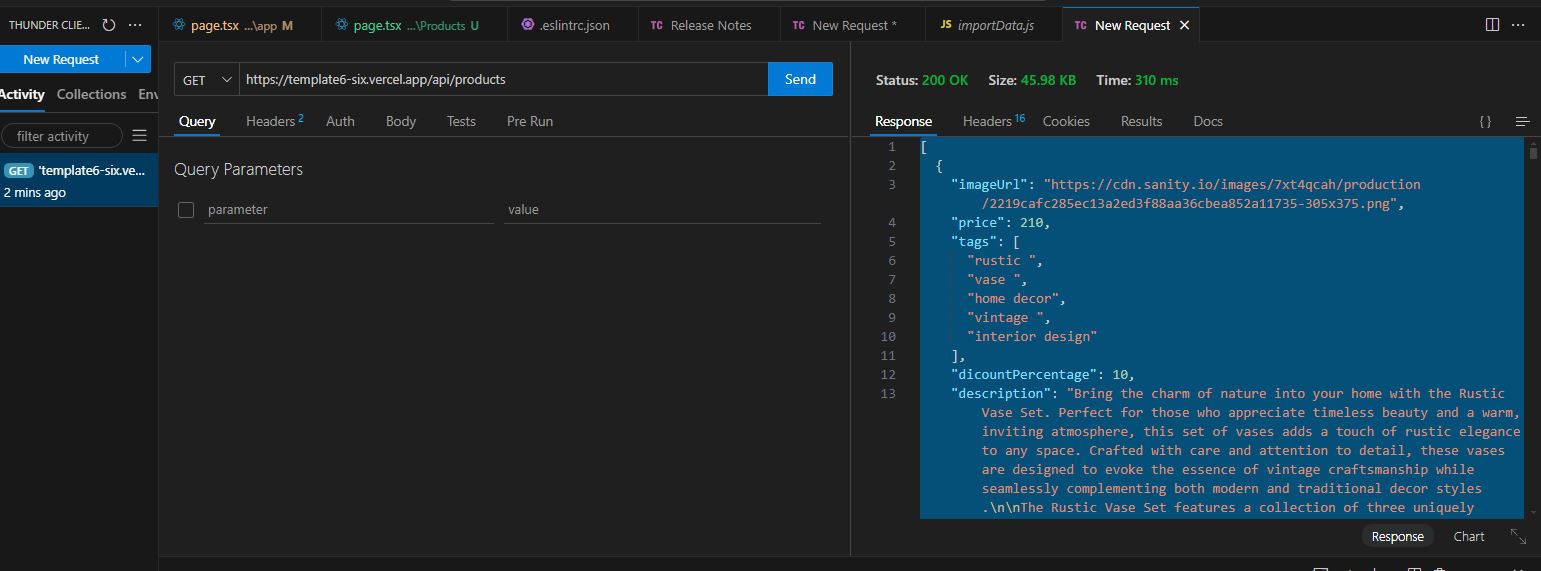 THUNDER CLIE...
page.tsx ...\app M
page.tsx ...\Products U
.eslintrc.json
TC Release Notes
TC New Request *
JS importData.js
TC New Request
New Request
Activity Collections Env
filter activity
GET 'template6-six.ve...
2 mins ago
GET https://template6-six.vercel.app/api/products Send
Query Headers 2 Auth Body Tests Pre Run
Query Parameters
parameter value
Status: 200 OK Size: 45.98 KB Time: 310 ms
Response Headers 16 Cookies Results Docs {}
1 [
2 {
3 "imageUrl": "https://cdn.sanity.io/images/7xt4qcah/production
/2219cafc285ec13a2ed3f88aa36cbea852a11735-305x375.png",
4 "price": 210,
5 "tags": [
6 "rustic ",
7 "vase ",
8 "home decor",
9 "vintage ",
10 "interior design"
11 ],
12 "dicountPercentage": 10,
13 "description": "Bring the charm of nature into your home with the Rustic
Vase Set. Perfect for those who appreciate timeless beauty and a warm,
inviting atmosphere, this set of vases adds a touch of rustic elegance
to any space. Crafted with care and attention to detail, these vases
are designed to evoke the essence of vintage craftsmanship while
seamlessly complementing both modern and traditional decor styles
.\n\nThe Rustic Vase Set features a collection of three uniquely
Response Chart